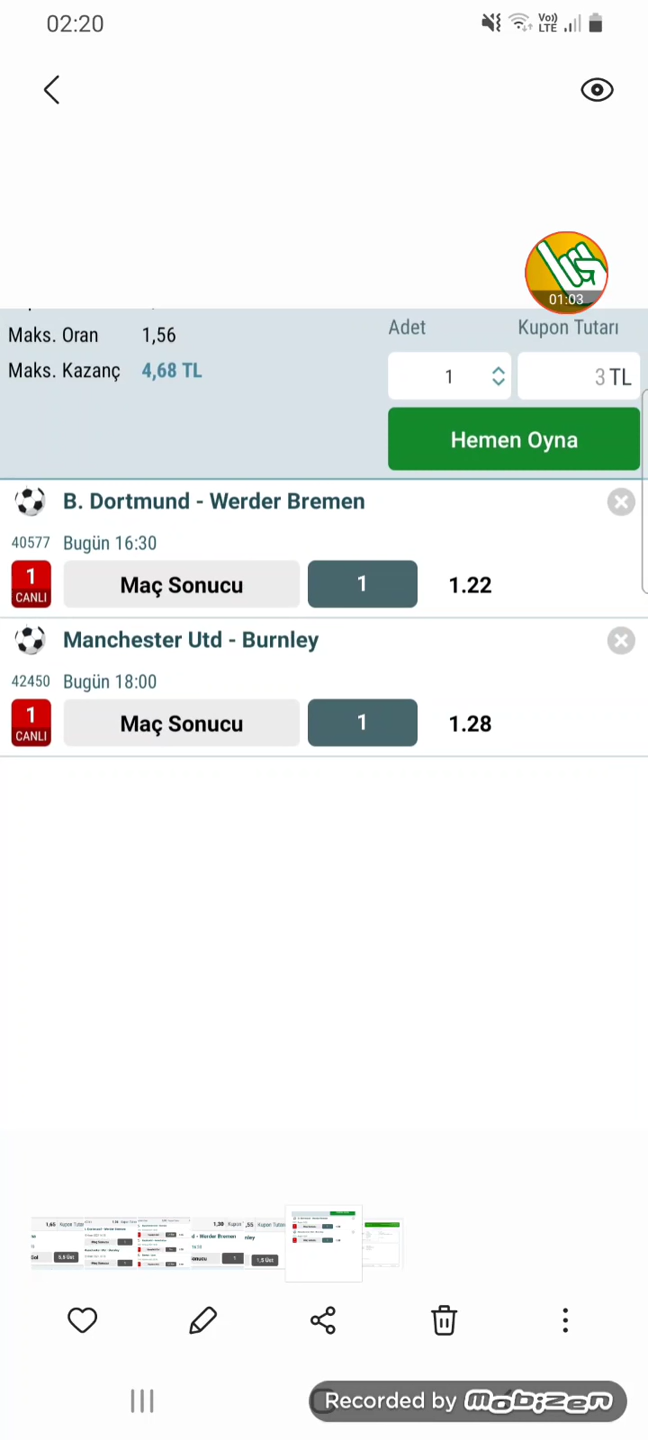 02:20
Vo)) LTE
01:03
Maks. Oran 1,56
Adet Kupon Tutarı
Maks. Kazanç 4,68 TL
1 3 TL
Hemen Oyna
B. Dortmund - Werder Bremen
40577 Bugün 16:30
1 CANLI Maç Sonucu 1 1.22
Manchester Utd - Burnley
42450 Bugün 18:00
1 CANLI Maç Sonucu 1 1.28
Recorded by mobizen